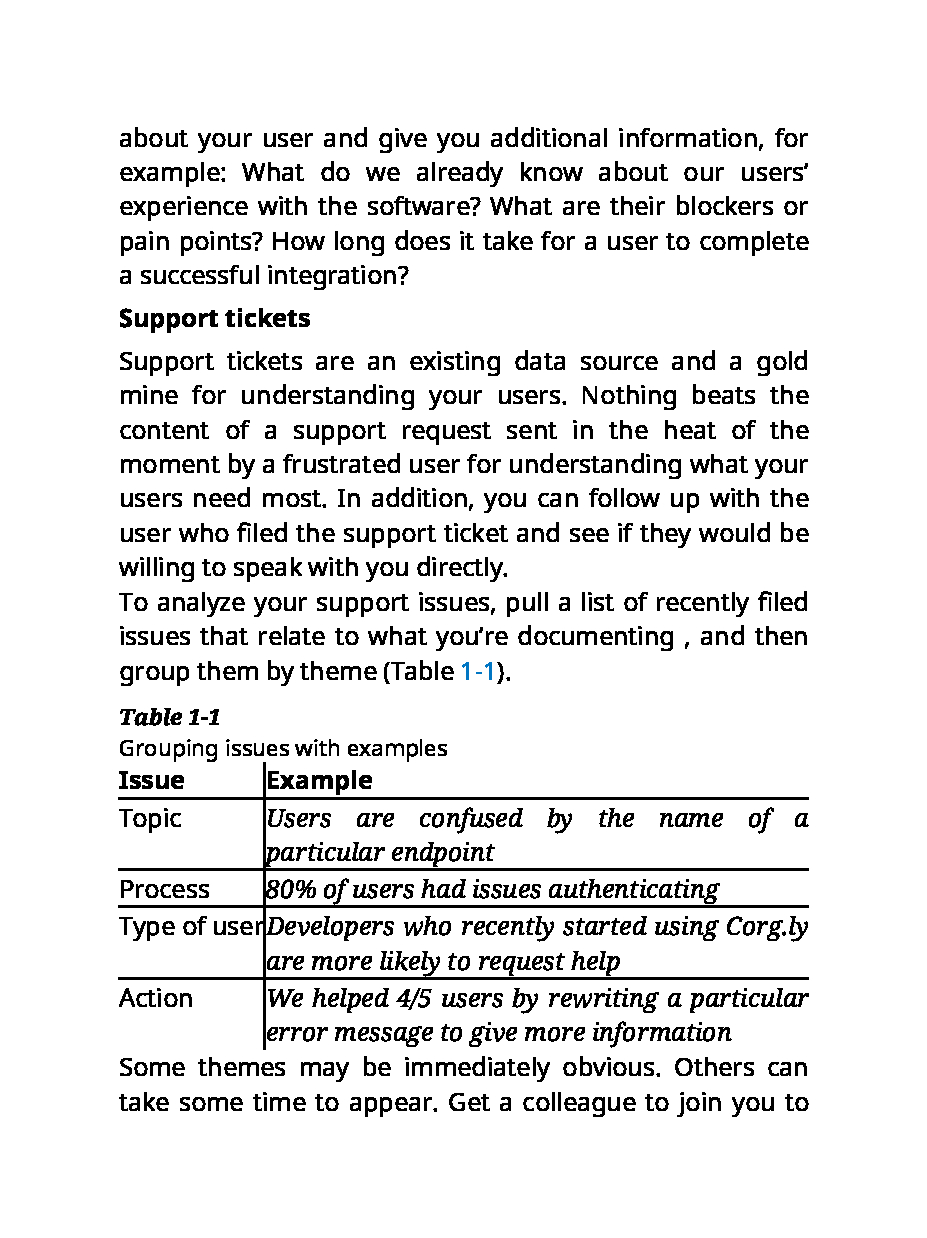 about your user and give you additional information, for
example: What do we already know about our users’
experience with the software? What are their blockers or
pain points? How long does it take for a user to complete
a successful integration?
Support tickets
Support tickets are an existing data source and a gold
mine for understanding your users. Nothing beats the
content of a support request sent in the heat of the
moment by a frustrated user for understanding what your
users need most. In addition, you can follow up with the
user who filed the support ticket and see if they would be
willing to speak with you directly.
To analyze your support issues, pull a list of recently filed
issues that relate to what you’re documenting , and then
group them by theme (Table 1-1).
Table 1-1
Grouping issues with examples
Issue Example
Topic Users are confused by the name of a
particular endpoint
Process 80% of users had issues authenticating
Type of user Developers who recently started using Corg.ly
are more likely to request help
Action We helped 4/5 users by rewriting a particular
error message to give more information
Some themes may be immediately obvious. Others can
take some time to appear. Get a colleague to join you to